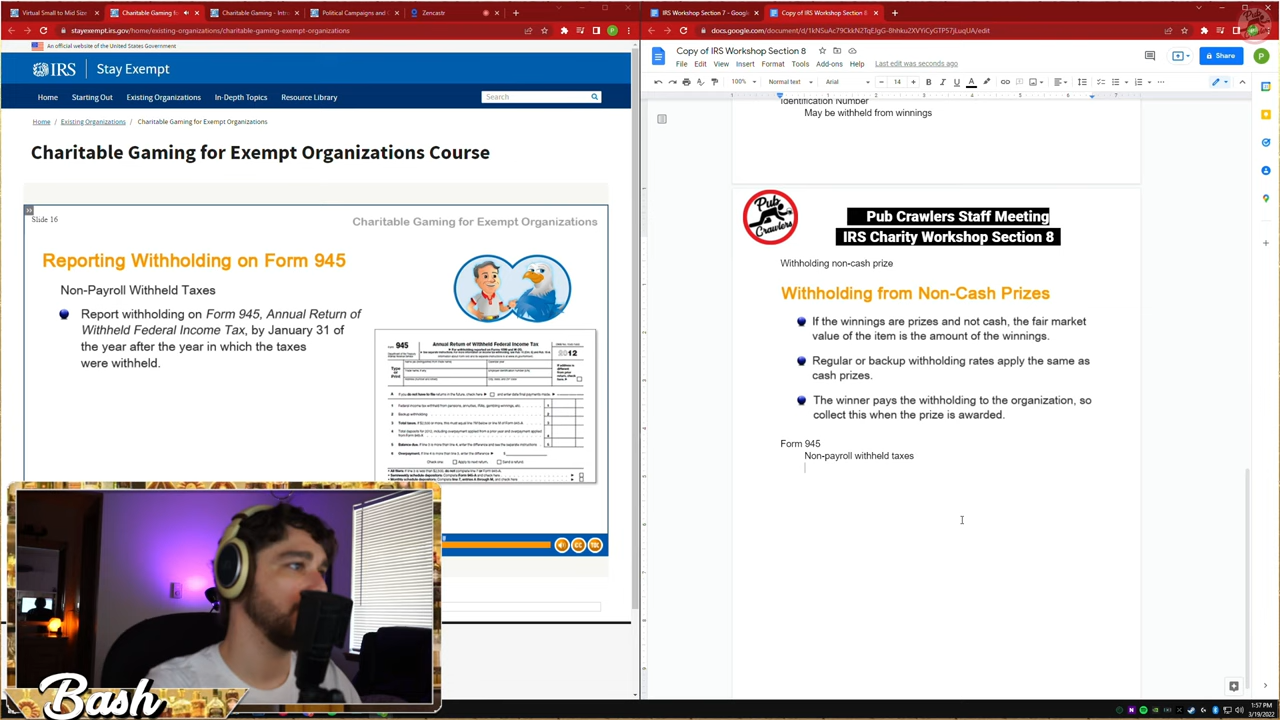 Virtual Small to Mid Size
Charitable Gaming fo
Charitable Gaming - Intro
Political Campaigns and C
Zencastr
stayexempt.irs.gov/home/existing-organizations/charitable-gaming-exempt-organizations
An official website of the United States Government
IRS Stay Exempt
Home Starting Out Existing Organizations In-Depth Topics Resource Library Search
Home / Existing Organizations / Charitable Gaming for Exempt Organizations
Charitable Gaming for Exempt Organizations Course
Slide 16
Charitable Gaming for Exempt Organizations
Reporting Withholding on Form 945
Non-Payroll Withheld Taxes
Report withholding on Form 945, Annual Return of
Withheld Federal Income Tax, by January 31 of
the year after the year in which the taxes
were withheld.
945
Annual Return of Withheld Federal Income Tax
2012
Type or Print
CC
TOC
Bash
IRS Workshop Section 7 - Google
Copy of IRS Workshop Section 8
Copy of IRS Workshop Section 8
File Edit View Insert Format Tools Add-ons Help
Last edit was seconds ago
Share
P
100% Normal text Arial 14
Identification Number
May be withheld from winnings
Pub Crawlers
Pub Crawlers Staff Meeting
IRS Charity Workshop Section 8
Withholding non-cash prize
Withholding from Non-Cash Prizes
If the winnings are prizes and not cash, the fair market
value of the item is the amount of the winnings.
Regular or backup withholding rates apply the same as
cash prizes.
The winner pays the withholding to the organization, so
collect this when the prize is awarded.
Form 945
Non-payroll withheld taxes
1:57 PM
3/19/2022